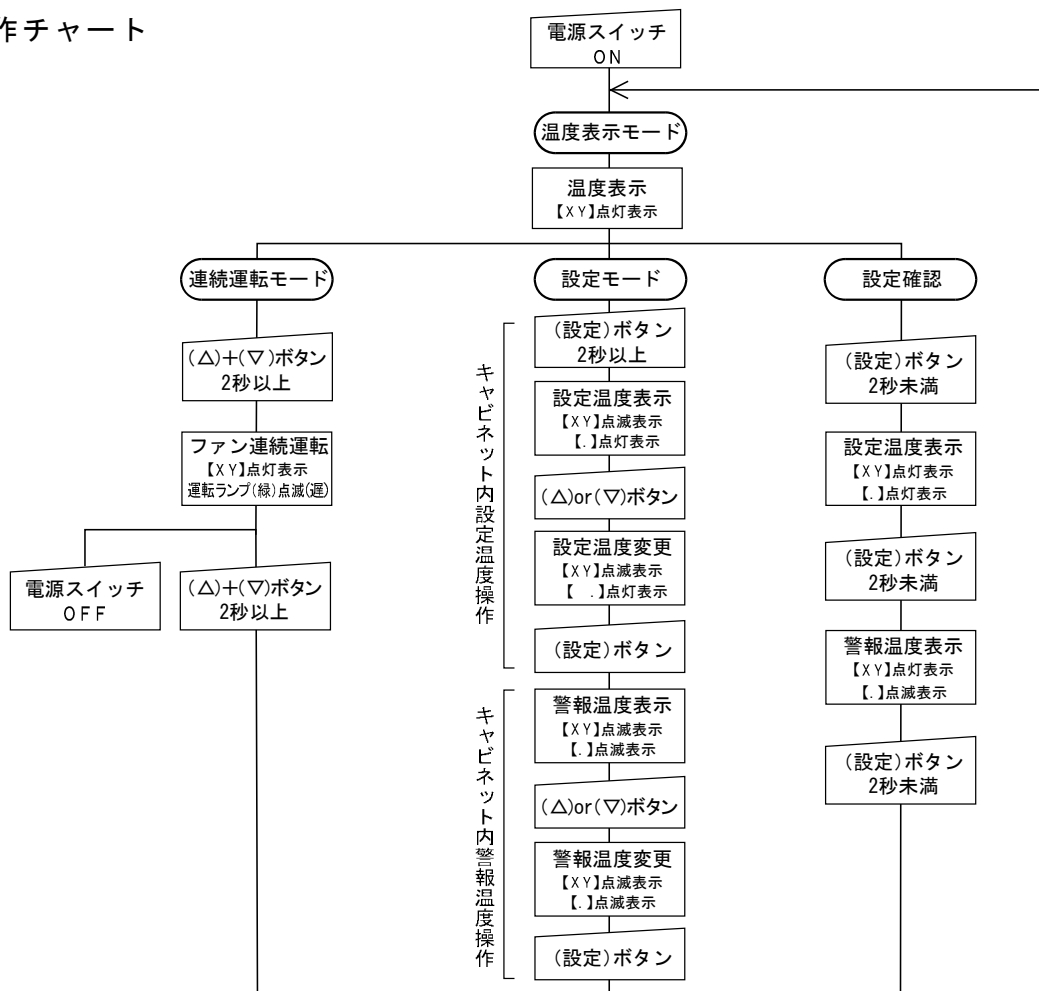 作チャート
電源スイッチ
ON
温度表示モード
温度表示
【XY】点灯表示
連続運転モード
(△)+(▽)ボタン
2秒以上
ファン連続運転
【XY】点灯表示
運転ランプ(緑)点滅(遅)
電源スイッチ
OFF
(△)+(▽)ボタン
2秒以上
設定モード
キャビネット内設定温度操作
(設定)ボタン
2秒以上
設定温度表示
【XY】点滅表示
【.】点灯表示
(△)or(▽)ボタン
設定温度変更
【XY】点滅表示
【 .】点灯表示
(設定)ボタン
キャビネット内警報温度操作
警報温度表示
【XY】点滅表示
【.】点滅表示
(△)or(▽)ボタン
警報温度変更
【XY】点滅表示
【.】点滅表示
(設定)ボタン
設定確認
(設定)ボタン
2秒未満
設定温度表示
【XY】点灯表示
【.】点灯表示
(設定)ボタン
2秒未満
警報温度表示
【XY】点灯表示
【.】点滅表示
(設定)ボタン
2秒未満